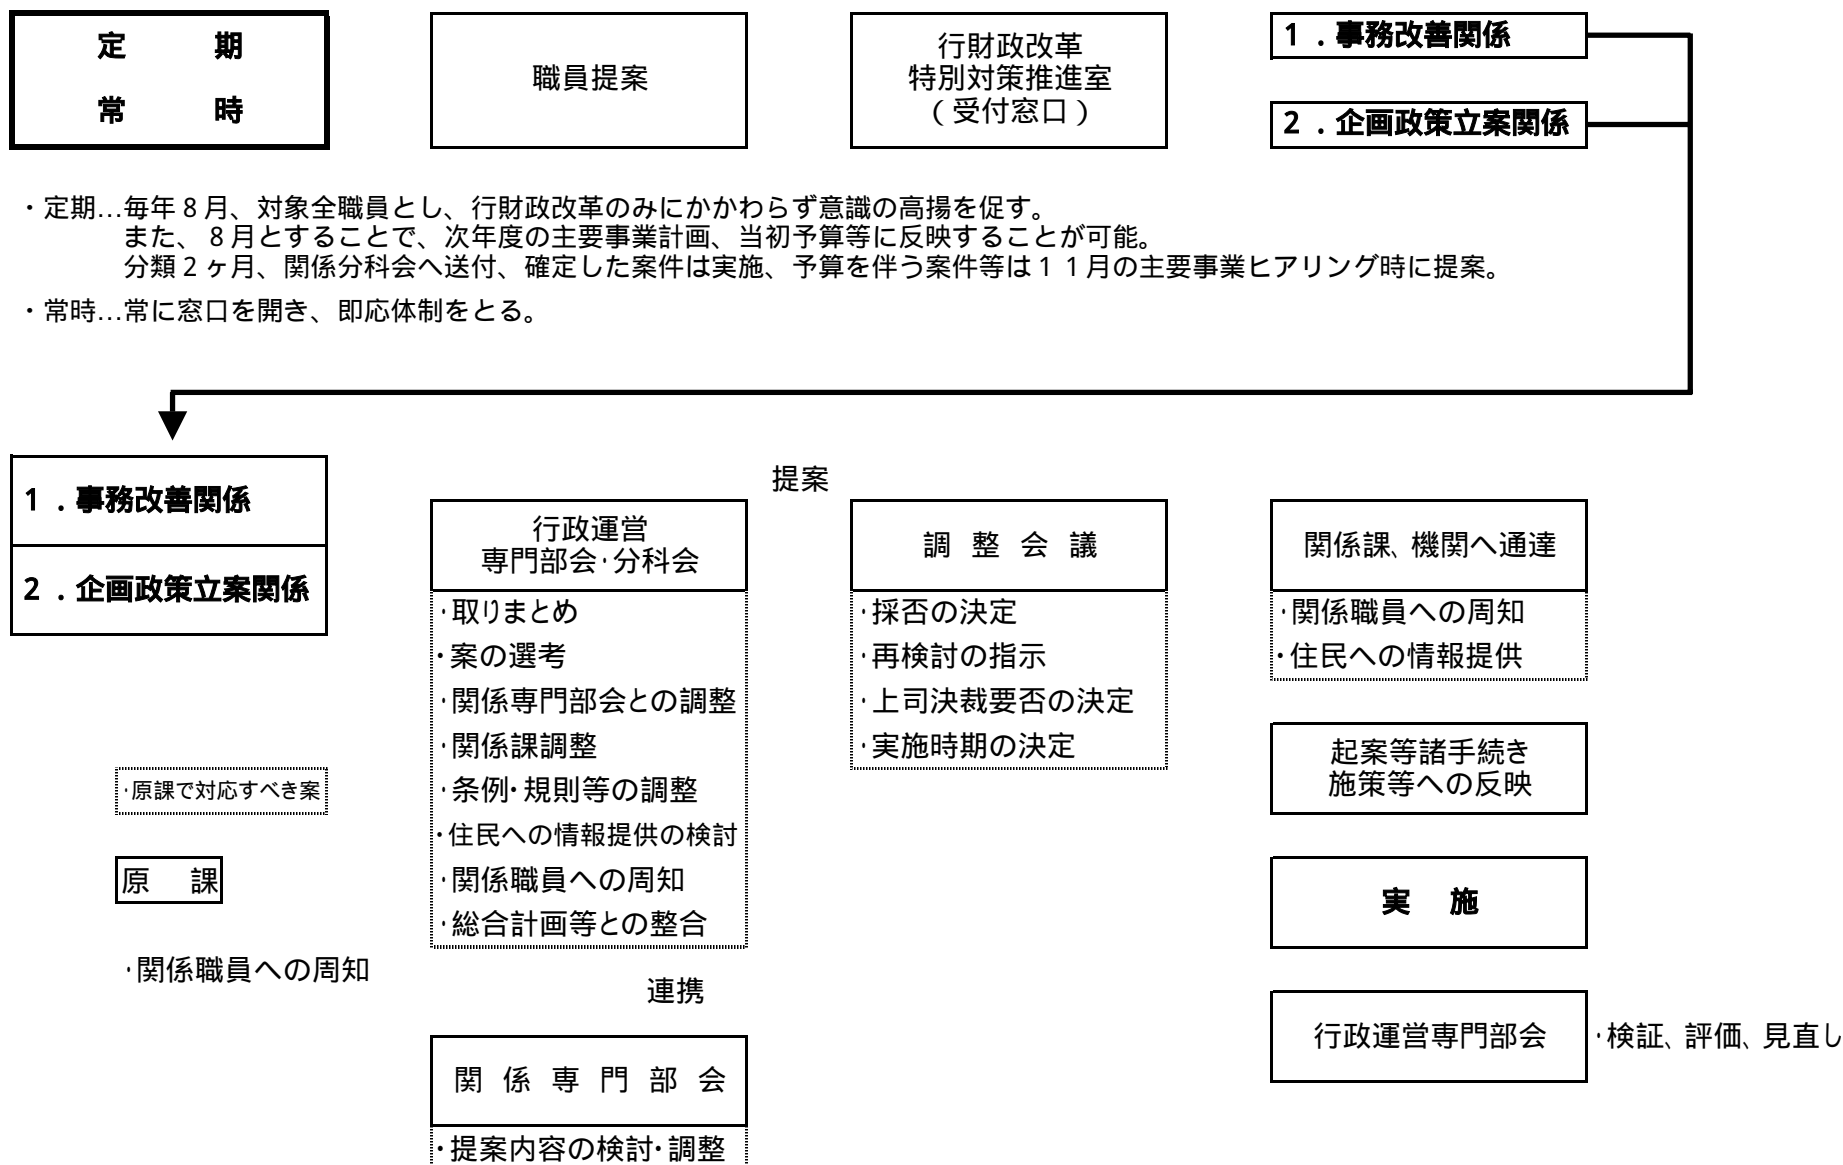 定　期
常　時
職員提案
行財政改革
特別対策推進室
（受付窓口）
1．事務改善関係
2．企画政策立案関係
・定期…毎年8月、対象全職員とし、行財政改革のみにかかわらず意識の高揚を促す。
また、8月とすることで、次年度の主要事業計画、当初予算等に反映することが可能。
分類2ヶ月、関係分科会へ送付、確定した案件は実施、予算を伴う案件等は11月の主要事業ヒアリング時に提案。
・常時…常に窓口を開き、即応体制をとる。
1．事務改善関係
2．企画政策立案関係
・原課で対応すべき案
原　課
・関係職員への周知
行政運営
専門部会・分科会
・取りまとめ
・案の選考
・関係専門部会との調整
・関係課調整
・条例・規則等の調整
・住民への情報提供の検討
・関係職員への周知
・総合計画等との整合
連携
関係専門部会
・提案内容の検討・調整
提案
調整会議
・採否の決定
・再検討の指示
・上司決裁要否の決定
・実施時期の決定
関係課、機関へ通達
・関係職員への周知
・住民への情報提供
起案等諸手続き
施策等への反映
実　施
行政運営専門部会
・検証、評価、見直し